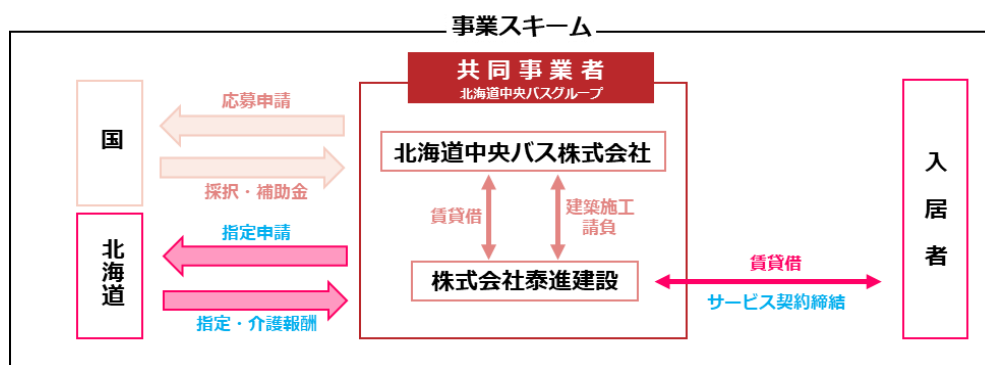 事業スキーム
共同事業者
北海道中央バスグループ
国
応募申請
採択・補助金
北海道
指定申請
指定・介護報酬
北海道中央バス株式会社
賃貸借
建築施工
請負
株式会社泰進建設
賃貸借
サービス契約締結
入居者